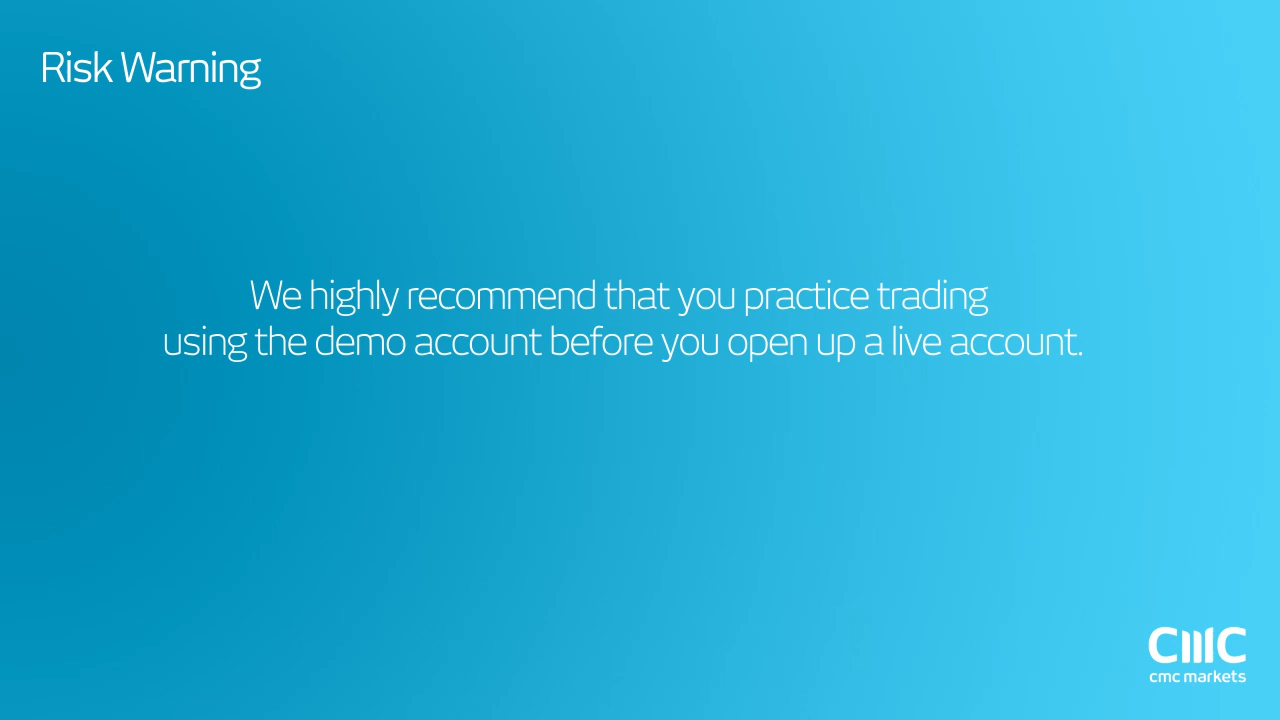 Risk Warning
We highly recommend that you practice trading
using the demo account before you open up a live account.
cmc
cmc markets